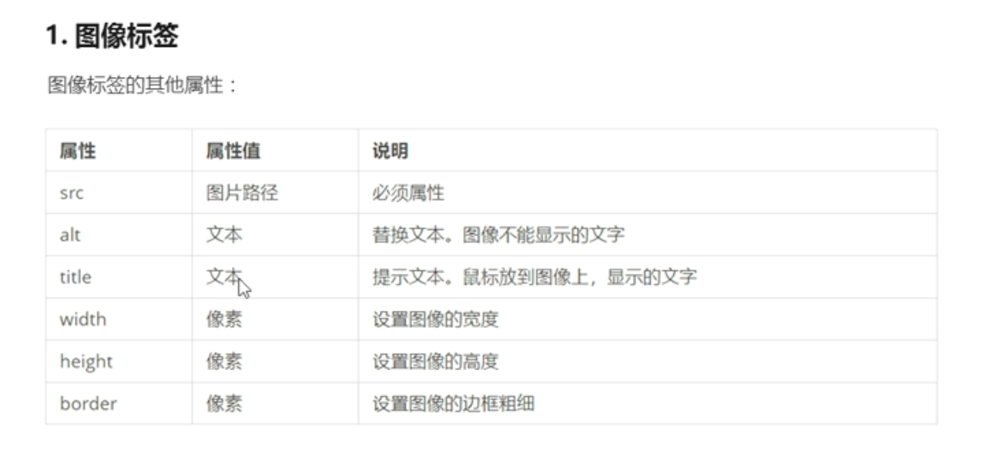 1. 图像标签
图像标签的其他属性：
属性 属性值 说明
src 图片路径 必须属性
alt 文本 替换文本。图像不能显示的文字
title 文本 提示文本。鼠标放到图像上，显示的文字
width 像素 设置图像的宽度
height 像素 设置图像的高度
border 像素 设置图像的边框粗细